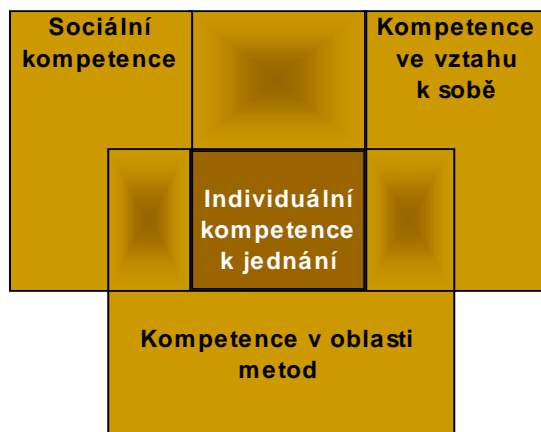 Sociální
kompetence
Kompetence
ve vztahu
k sobě
Individuální
kompetence
k jednání
Kompetence v oblasti
metod